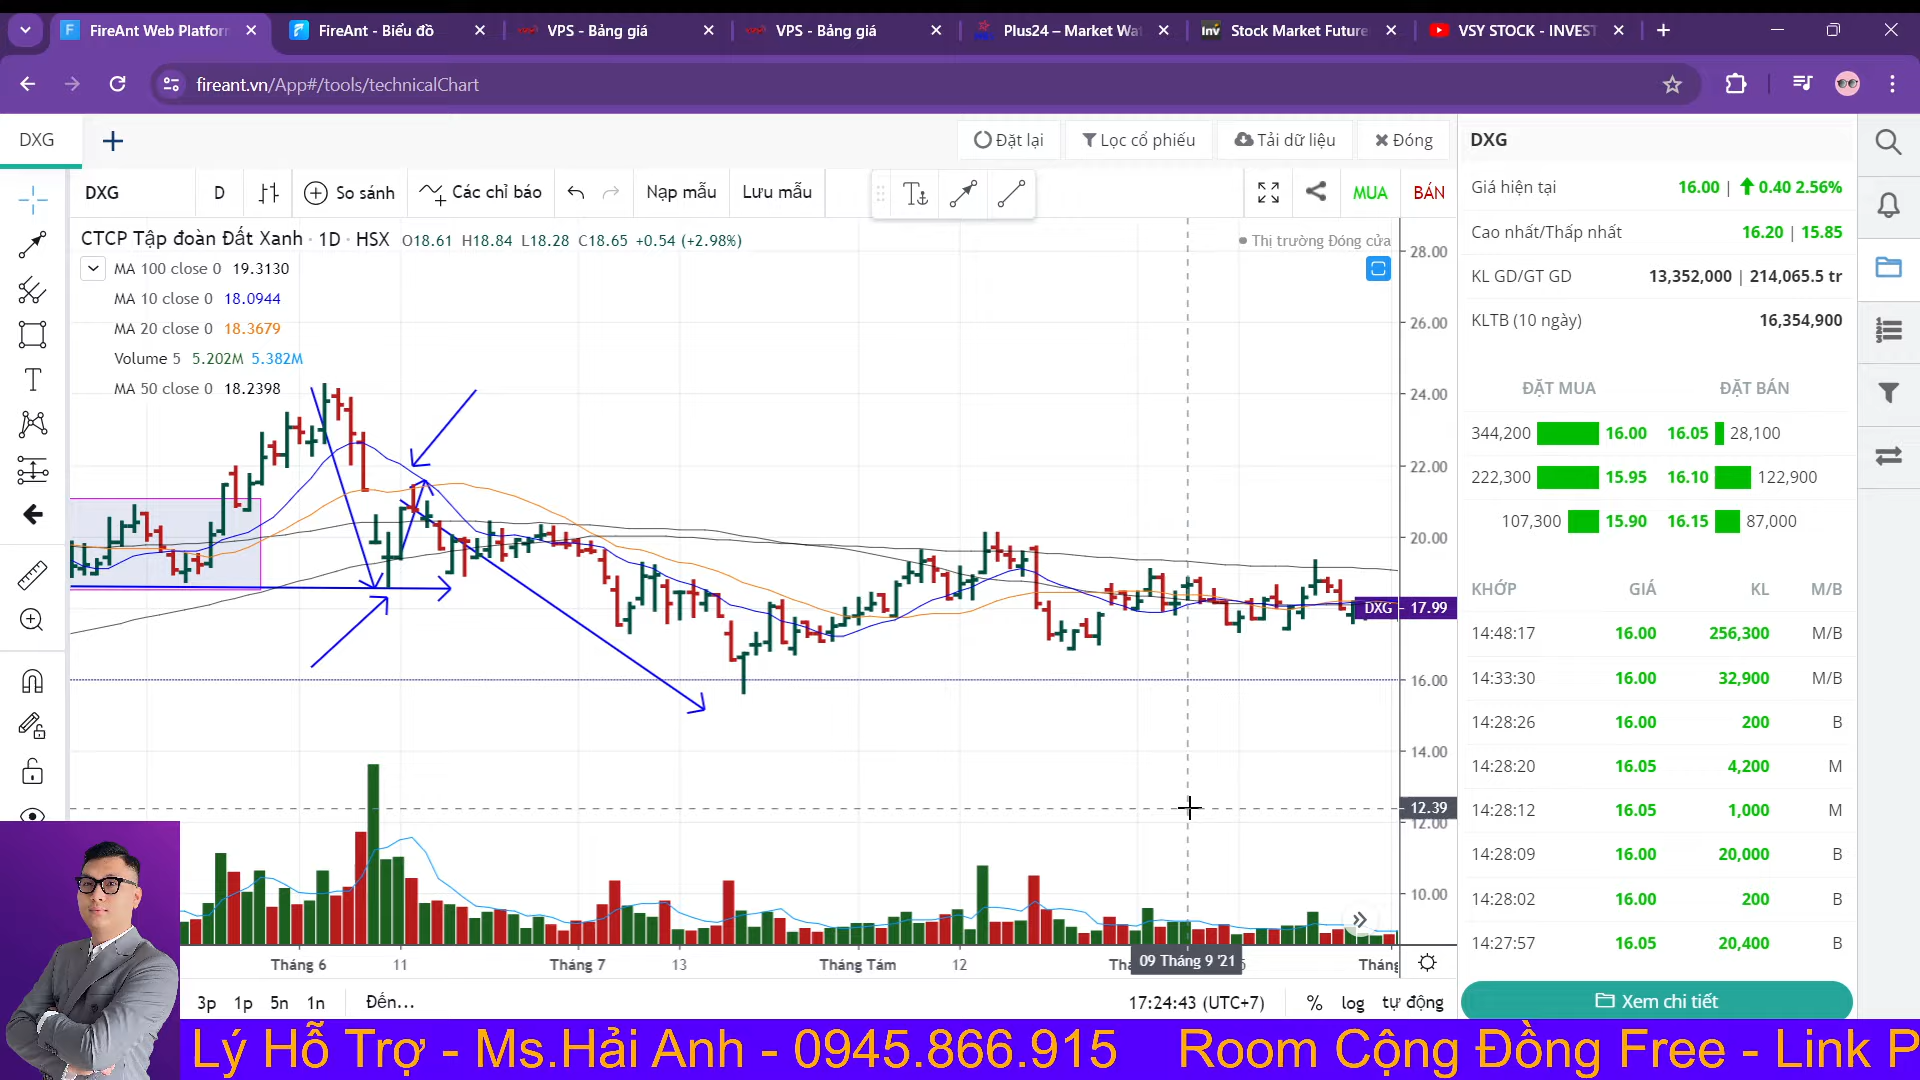 FireAnt Web Platform
FireAnt - Biểu đồ
VPS - Bảng giá
VPS - Bảng giá
Plus24 – Market Wa
Stock Market Future
VSY STOCK - INVEST
fireant.vn/App#/tools/technicalChart
DXG
Đặt lại
Lọc cổ phiếu
Tải dữ liệu
Đóng
DXG
D
So sánh
Các chỉ báo
Nạp mẫu
Lưu mẫu
MUA
BÁN
CTCP Tập đoàn Đất Xanh · 1D · HSX O18.61 H18.84 L18.28 C18.65 +0.54 (+2.98%)
Thị trường Đóng cửa
MA 100 close 0 19.3130
MA 10 close 0 18.0944
MA 20 close 0 18.3679
Volume 5 5.202M 5.382M
MA 50 close 0 18.2398
28.00
26.00
24.00
22.00
20.00
DXG 17.99
16.00
14.00
12.39
12.00
10.00
Tháng 6 11 Tháng 7 13 Tháng Tám 12 09 Tháng 9 '21
3p 1p 5n 1n Đến...
17:24:43 (UTC+7) % log tự động
DXG
Giá hiện tại 16.00 | 0.40 2.56%
Cao nhất/Thấp nhất 16.20 | 15.85
KL GD/GT GD 13,352,000 | 214,065.5 tr
KLTB (10 ngày) 16,354,900
ĐẶT MUA ĐẶT BÁN
344,200 16.00 16.05 28,100
222,300 15.95 16.10 122,900
107,300 15.90 16.15 87,000
KHỚP GIÁ KL M/B
14:48:17 16.00 256,300 M/B
14:33:30 16.00 32,900 M/B
14:28:26 16.00 200 B
14:28:20 16.05 4,200 M
14:28:12 16.05 1,000 M
14:28:09 16.00 20,000 B
14:28:02 16.00 200 B
14:27:57 16.05 20,400 B
Xem chi tiết
Lý Hỗ Trợ - Ms.Hải Anh - 0945.866.915 Room Cộng Đồng Free - Link P